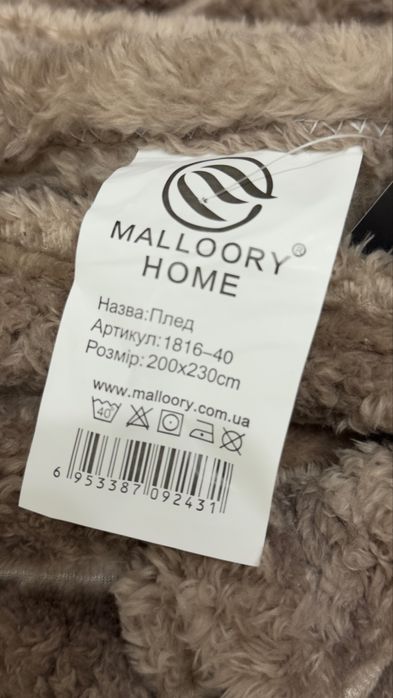 MALLOORY®
HOME
Назва:Плед
Артикул:1816–40
Розмір:200x230cm
www.malloory.com.ua
40
6 953387 092431